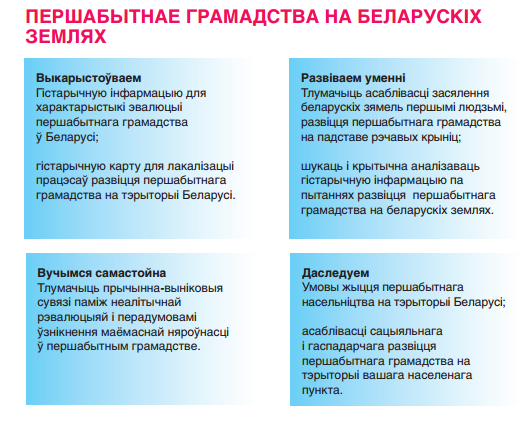 ПЕРШАБЫТНАЕ ГРАМАДСТВА НА БЕЛАРУСКІХ
ЗЕМЛЯХ
Выкарыстоўваем
Гістарычную інфармацыю для
характарыстыкі эвалюцыі
першабытнага грамадства
ў Беларусі;
гістарычную карту для лакалізацыі
працэсаў развіцця першабытнага
грамадства на тэрыторыі Беларусі.
Развіваем уменні
Тлумачыць асаблівасці засялення
беларускіх зямель першымі людзьмі,
развіцця першабытнага грамадства
на падставе рэчавых крыніц;
шукаць і крытычна аналізаваць
гістарычную інфармацыю па
пытаннях развіцця першабытнага
грамадства на беларускіх землях.
Вучымся самастойна
Тлумачыць прычынна-выніковыя
сувязі паміж неалітычнай
рэвалюцыяй і перадумовамі
ўзнікнення маёмаснай няроўнасці
ў першабытным грамадстве.
Даследуем
Умовы жыцця першабытнага
насельніцтва на тэрыторыі Беларусі;
асаблівасці сацыяльнага
і гаспадарчага развіцця
першабытнага грамадства на
тэрыторыі вашага населенага
пункта.